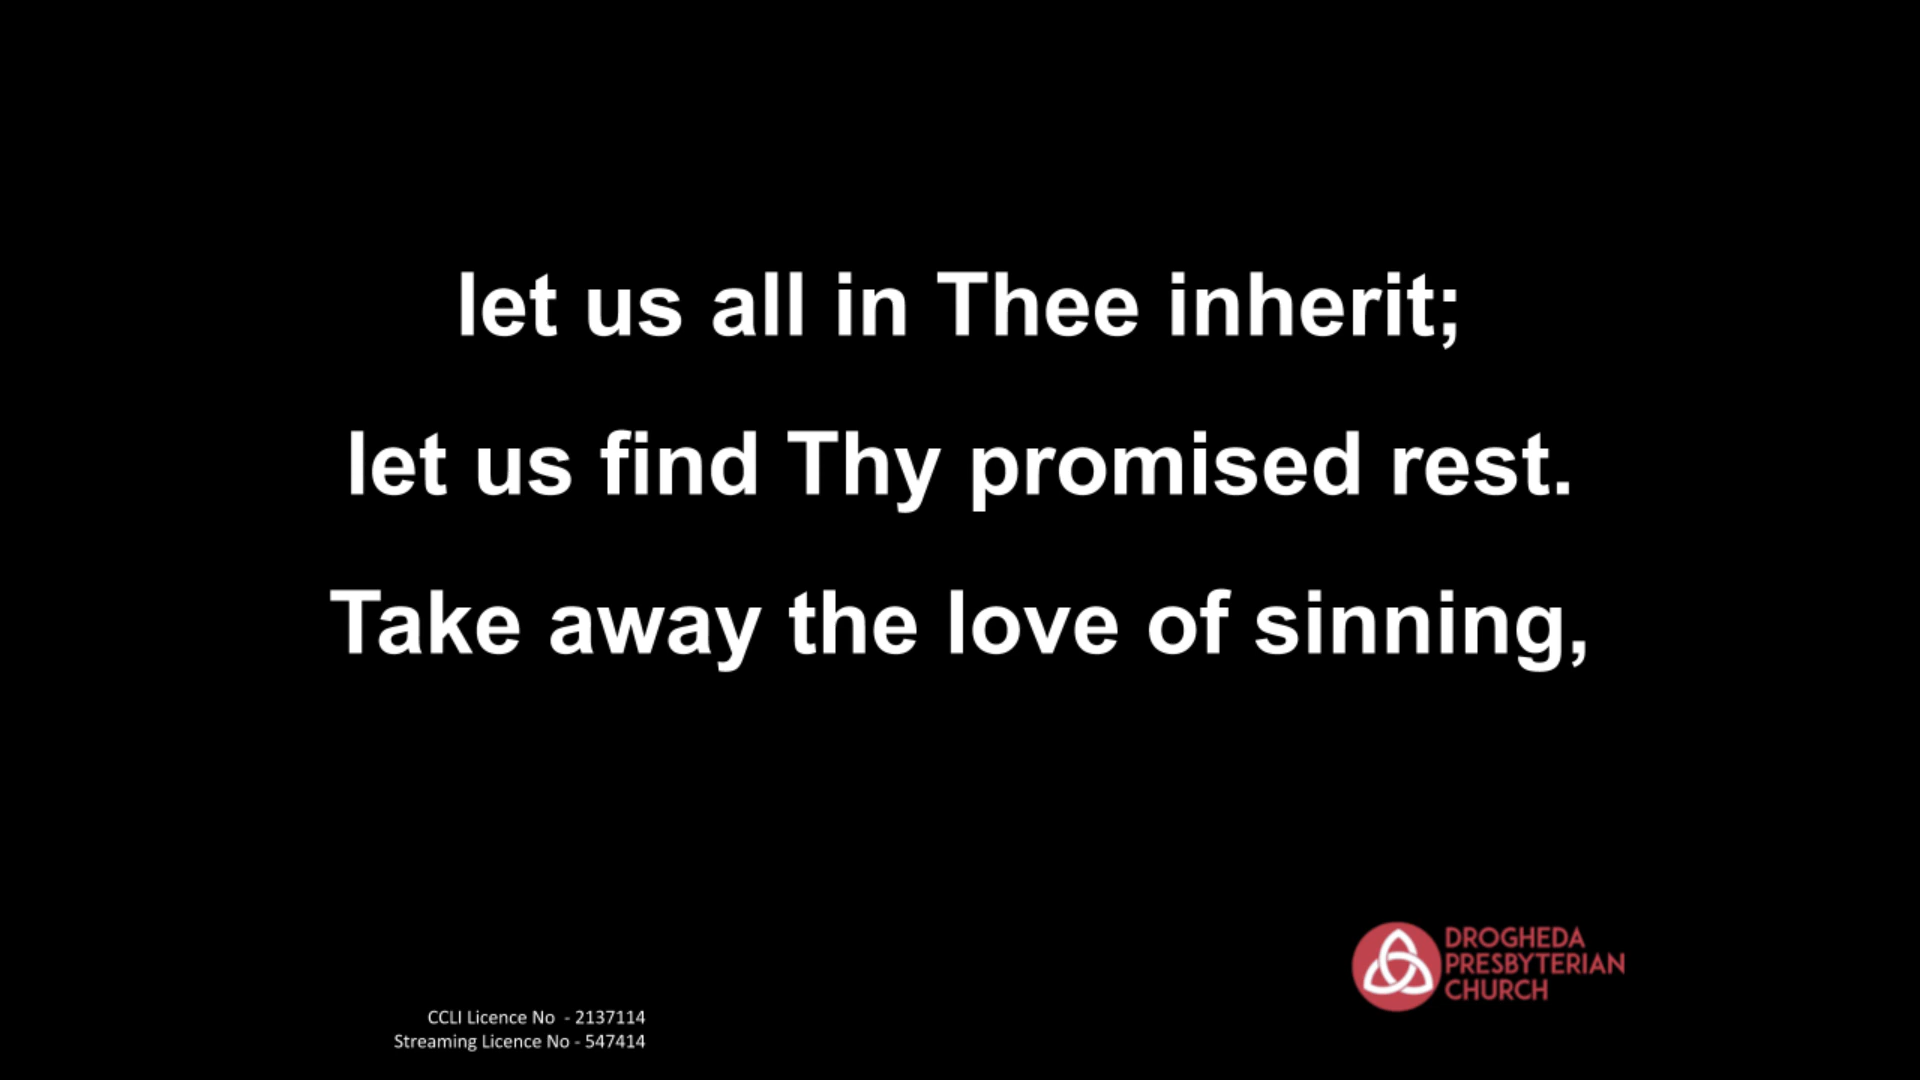 let us all in Thee inherit;
let us find Thy promised rest.
Take away the love of sinning,
DROGHEDA
PRESBYTERIAN
CHURCH
CCLI Licence No - 2137114
Streaming Licence No - 547414